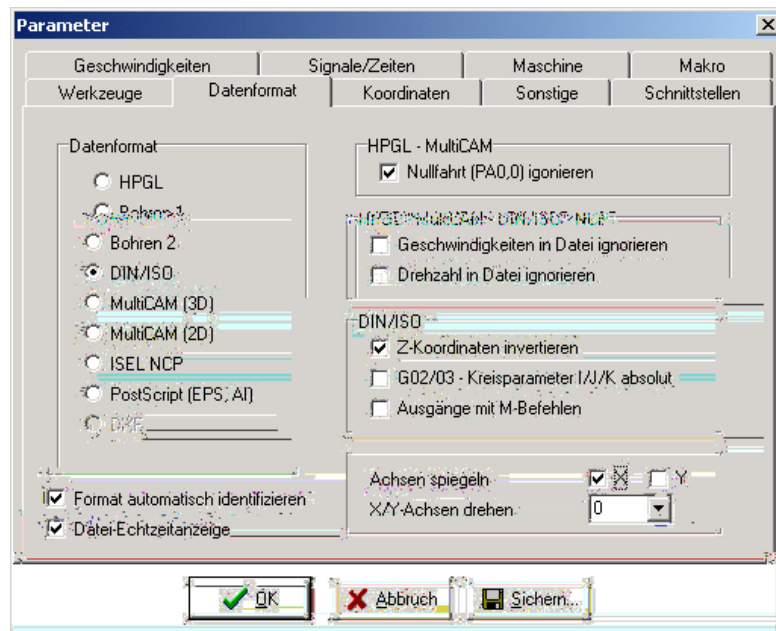 Parameter
Geschwindigkeiten
Signale/Zeiten
Maschine
Makro
Werkzeuge
Datenformat
Koordinaten
Sonstige
Schnittstellen
Datenformat
HPGL
Bohren 1
Bohren 2
DIN/ISO
MultiCAM (3D)
MultiCAM (2D)
ISEL NCP
PostScript (EPS, AI)
DXF
Format automatisch identifizieren
Datei-Echtzeitanzeige
HPGL - MultiCAM
Nullfahrt (PA0,0) igonieren
Geschwindigkeiten in Datei ignorieren
Drehzahl in Datei ignorieren
DIN/ISO
Z-Koordinaten invertieren
G02/03 - Kreisparameter I/J/K absolut
Ausgänge mit M-Befehlen
Achsen spiegeln X Y
X/Y-Achsen drehen 0
OK Abbruch Sichern...